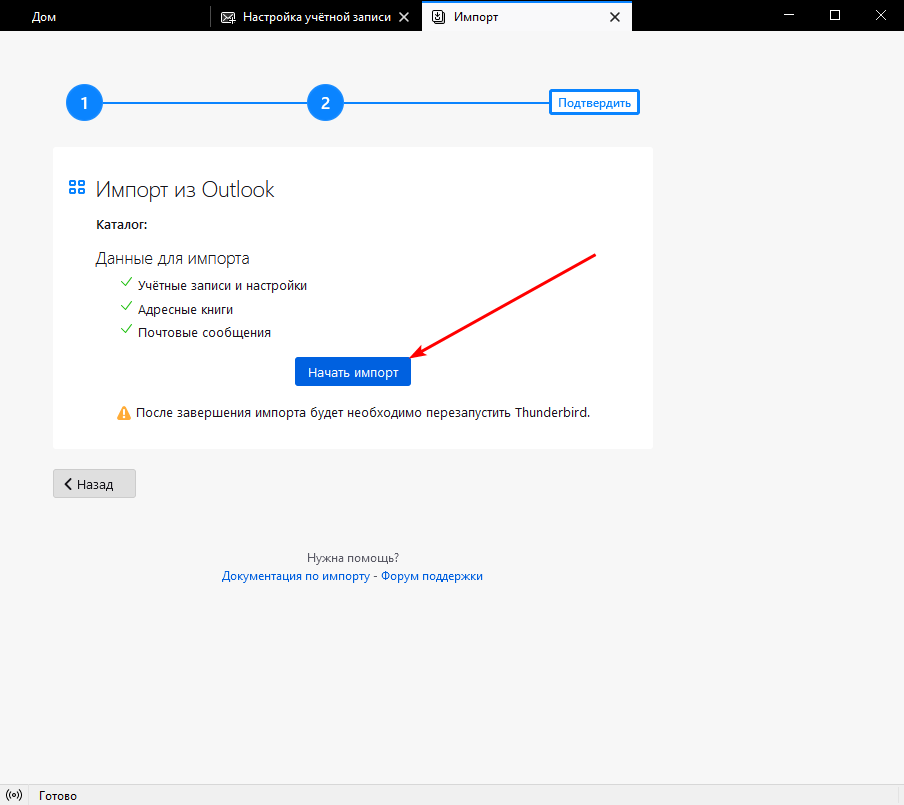 Дом
Настройка учётной записи
Импорт
1
2
Подтвердить
Импорт из Outlook
Каталог:
Данные для импорта
Учётные записи и настройки
Адресные книги
Почтовые сообщения
Начать импорт
После завершения импорта будет необходимо перезапустить Thunderbird.
Назад
Нужна помощь?
Документация по импорту - Форум поддержки
Готово